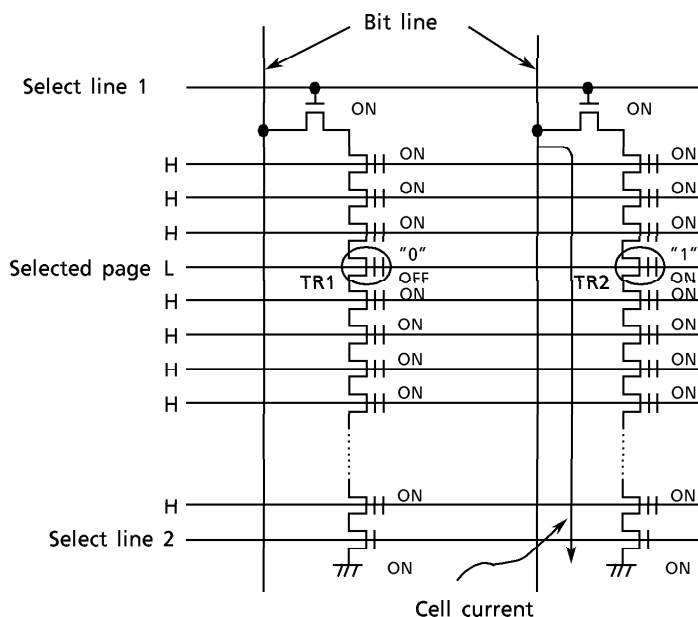 Bit line
Select line 1
ON
ON
H ON ON
H ON ON
H ON ON
"0" "1"
Selected page L
TR1 OFF TR2 ON
H ON ON
H ON ON
H ON ON
H ON ON
H ON ON
Select line 2
ON ON
Cell current